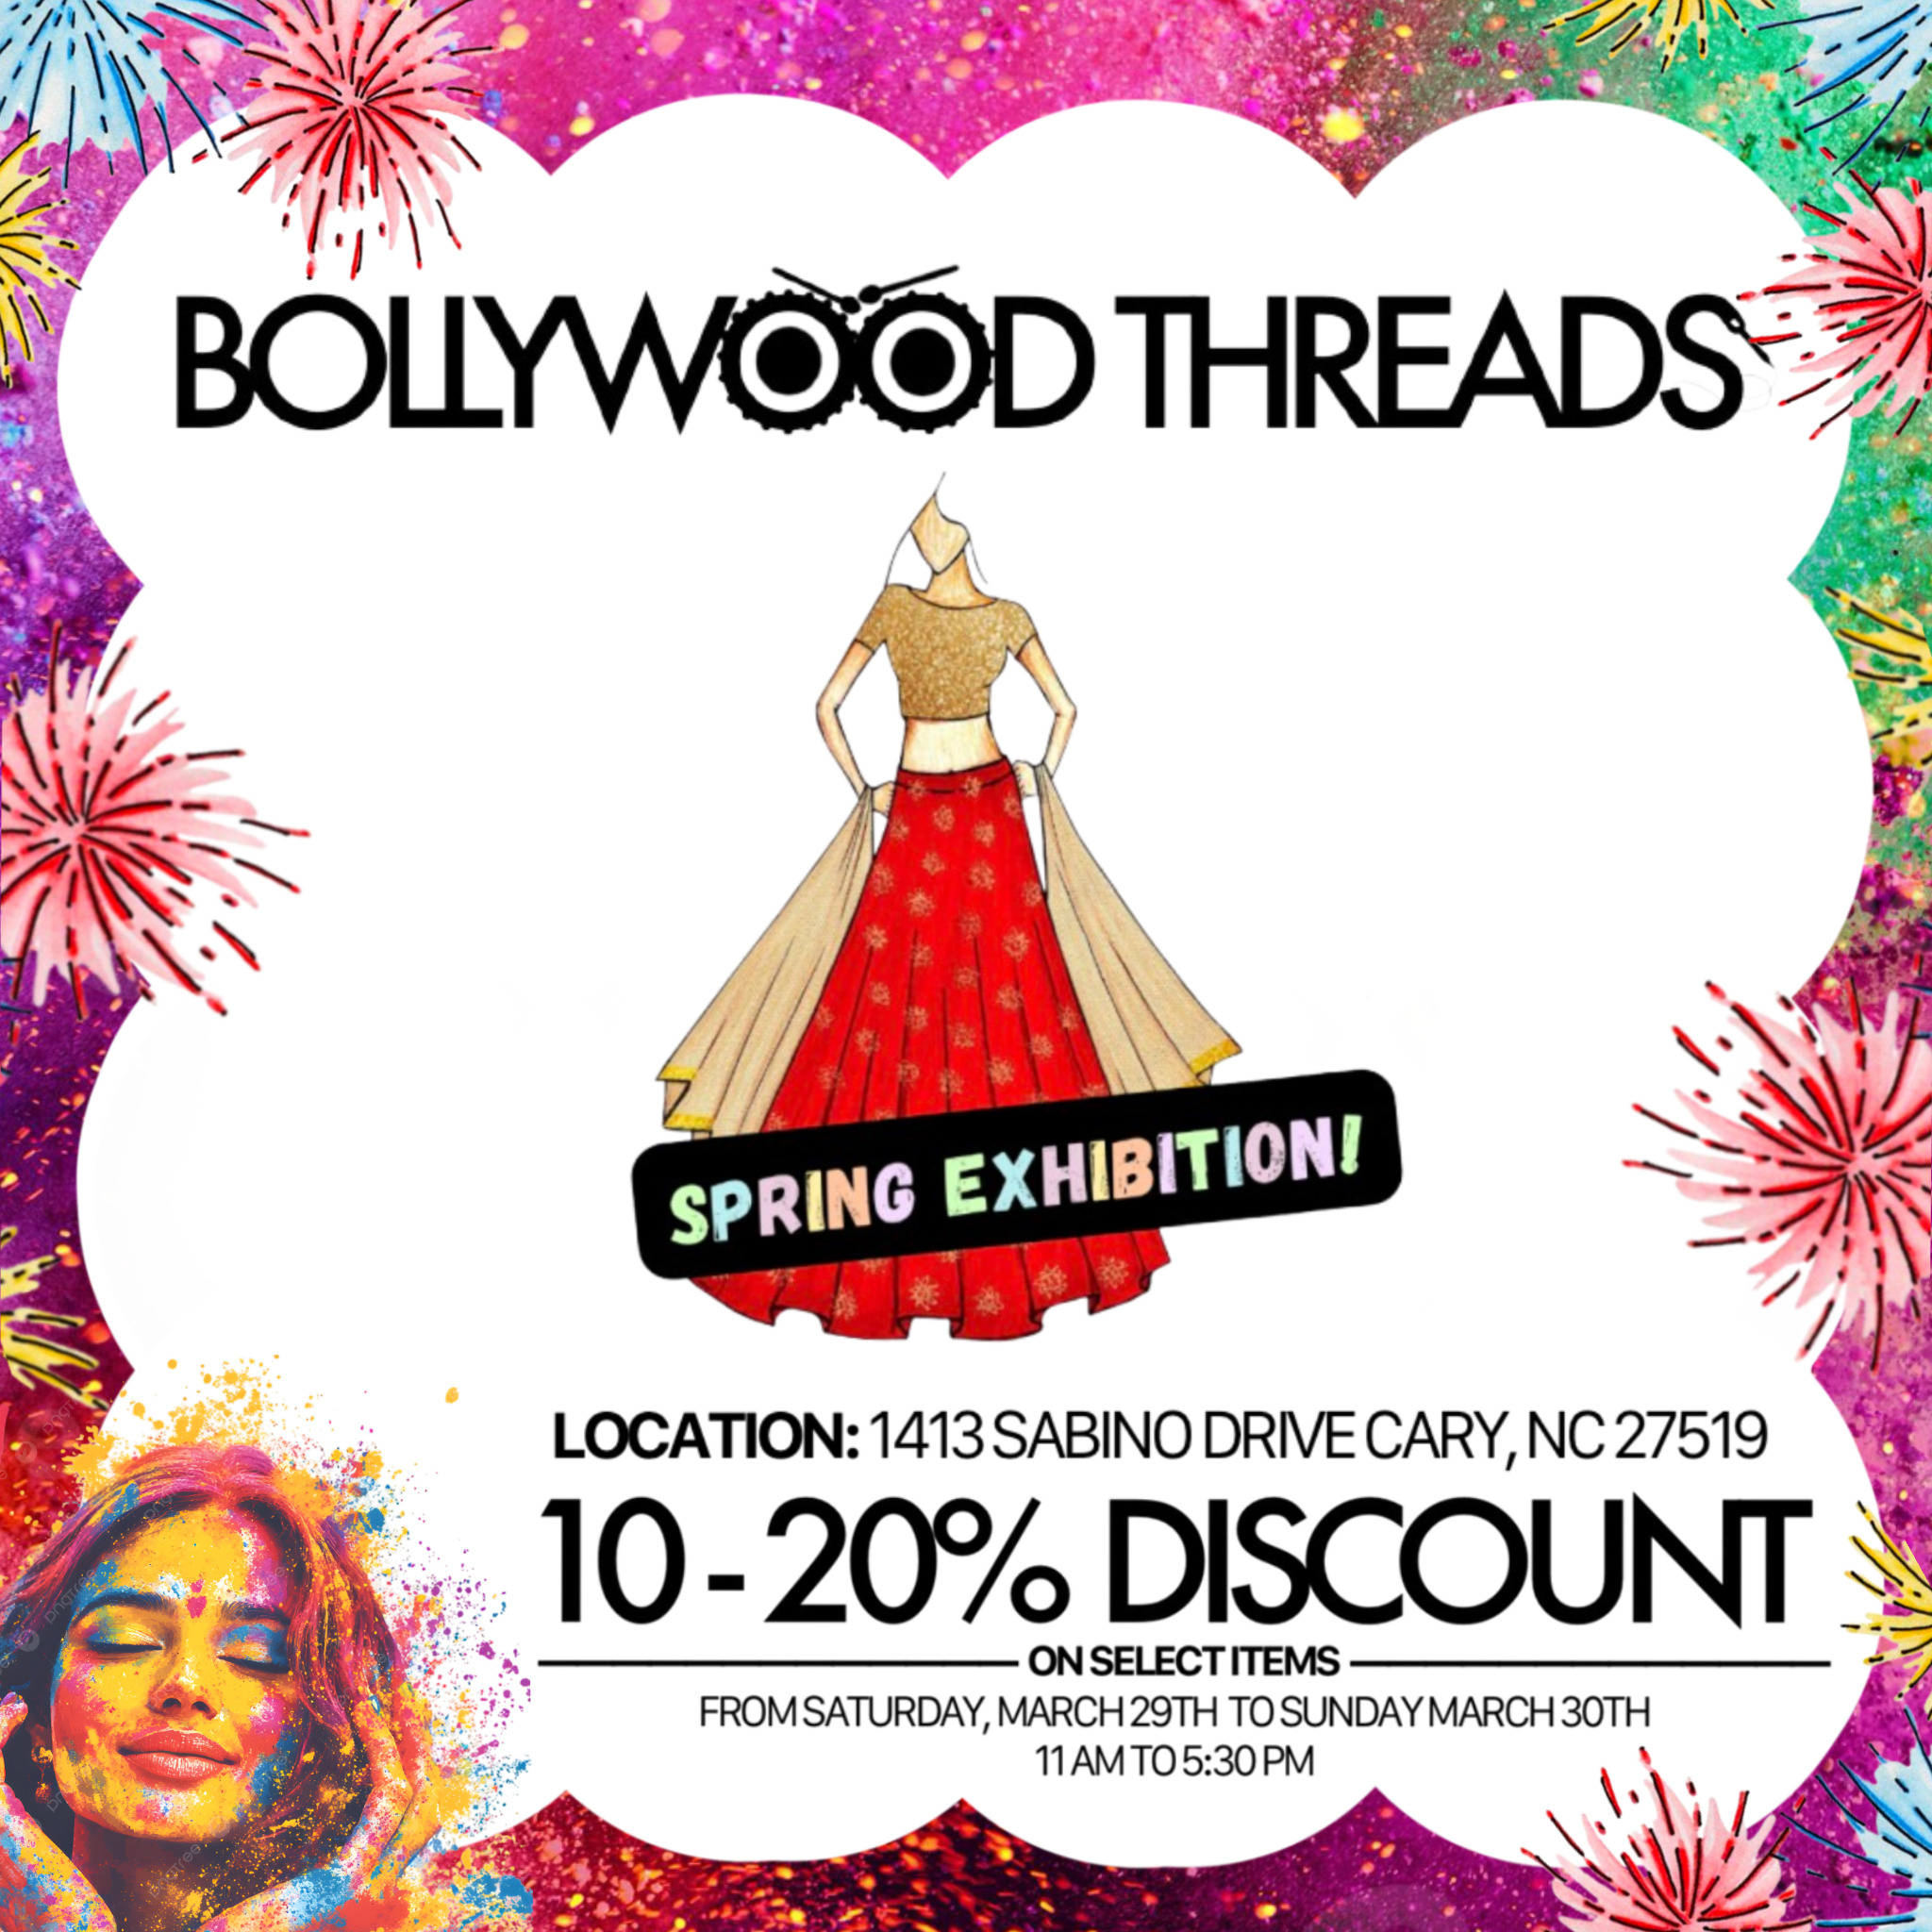 BOLLYWOOD THREADS
SPRING EXHIBITION!
LOCATION: 1413 SABINO DRIVE CARY, NC 27519
10 - 20% DISCOUNT
ON SELECT ITEMS
FROM SATURDAY, MARCH 29TH TO SUNDAY MARCH 30TH
11 AM TO 5:30 PM
pngtree